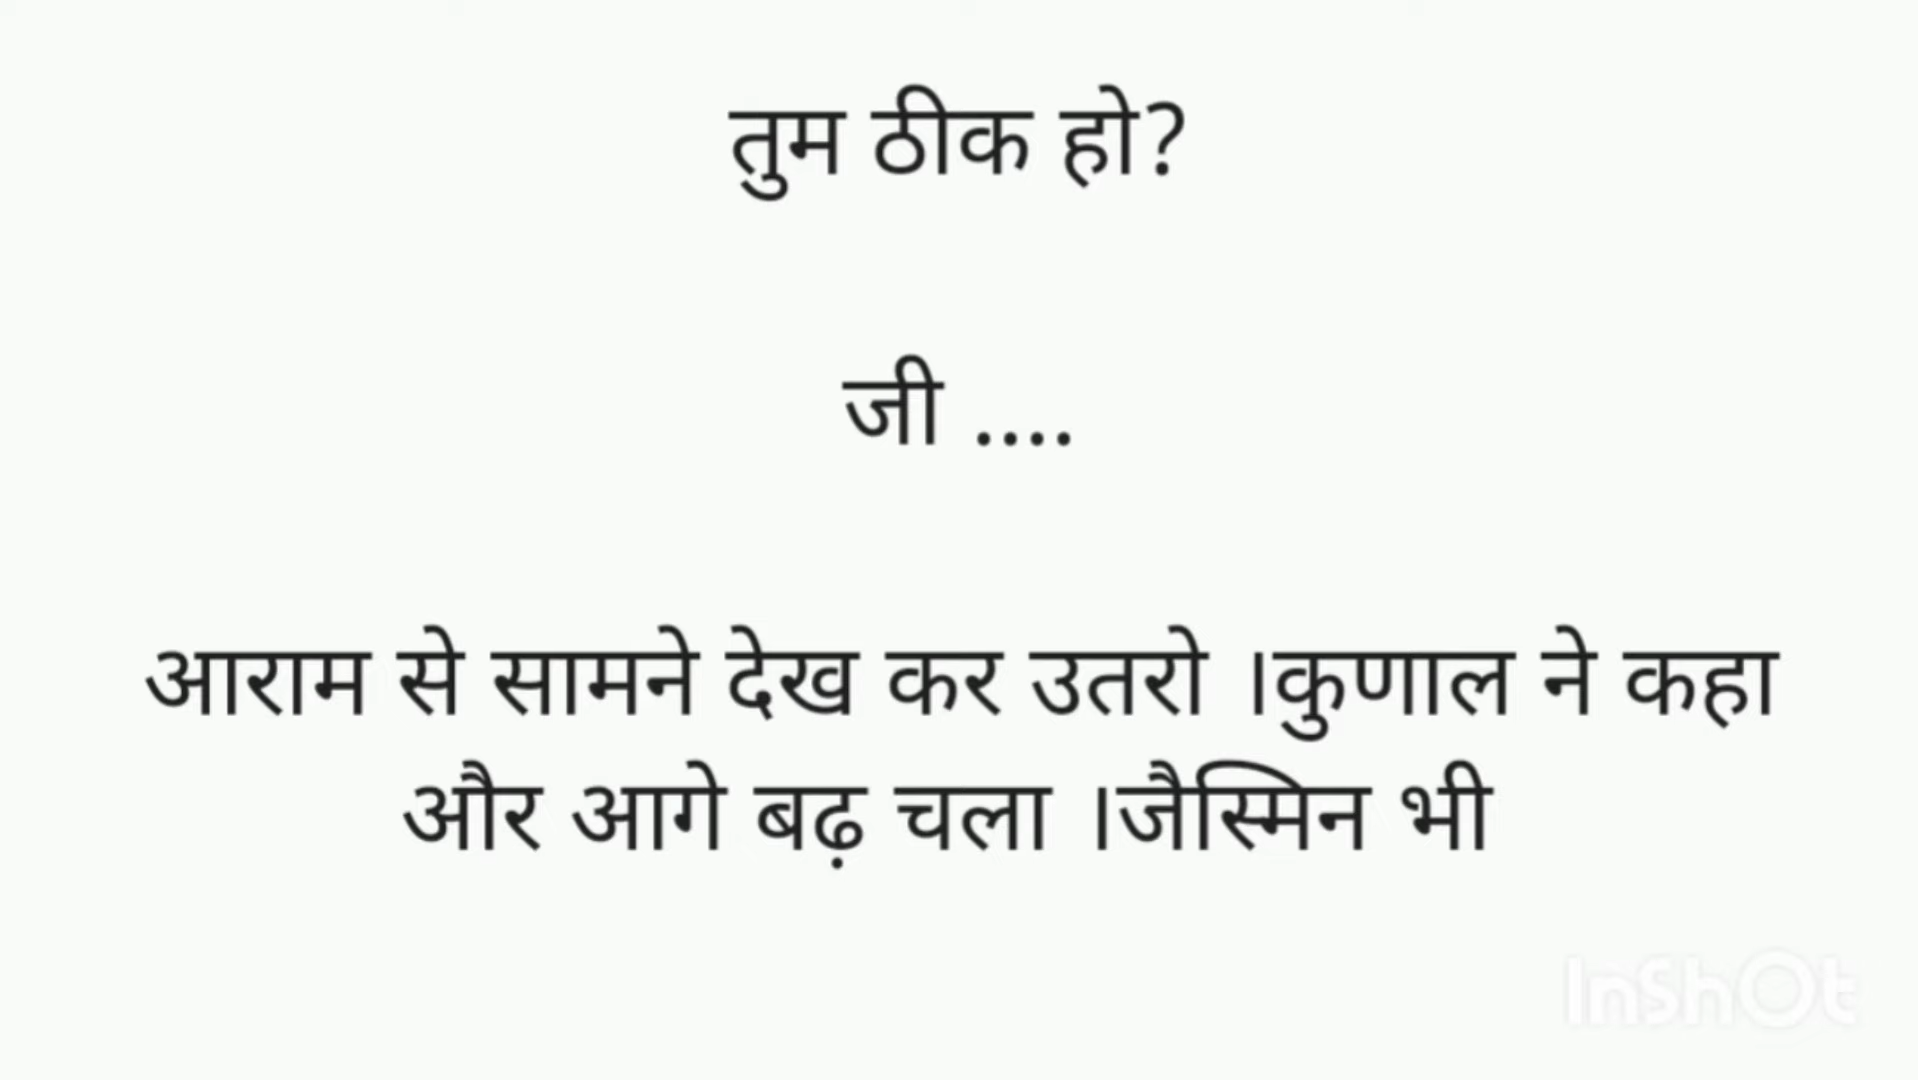 तुम ठीक हो?
जी ....
आराम से सामने देख कर उतरो ।कुणाल ने कहा
और आगे बढ़ चला ।जैस्मिन भी
InShOt